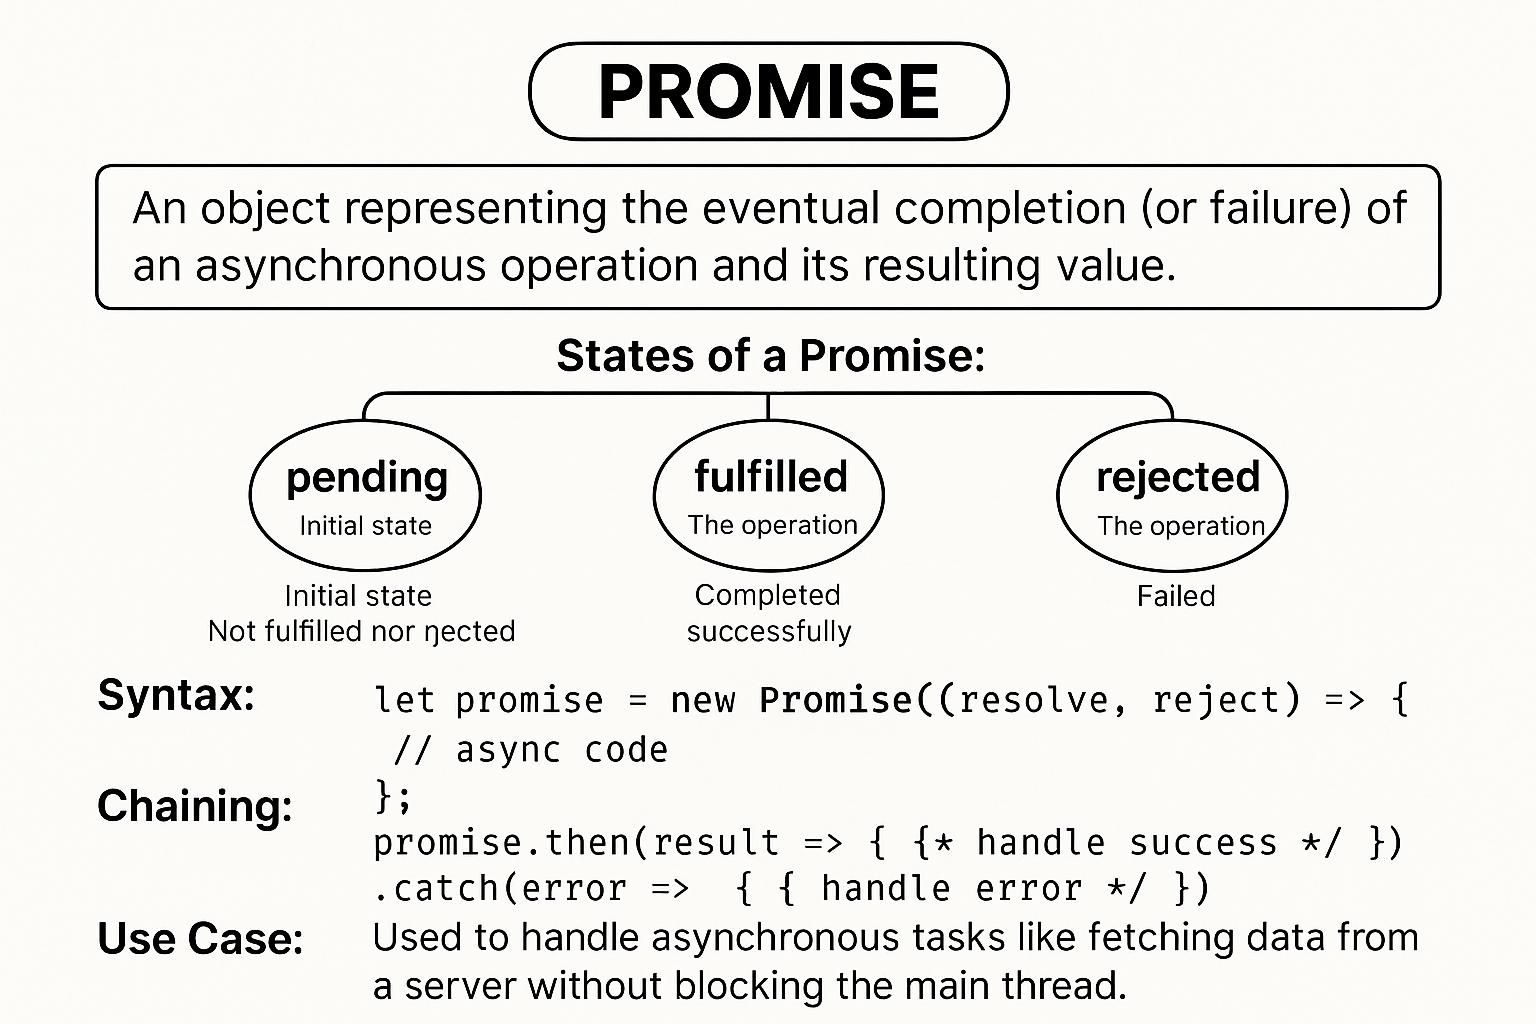 PROMISE
An object representing the eventual completion (or failure) of
an asynchronous operation and its resulting value.
States of a Promise:
pending
Initial state
Initial state
Not fulfilled nor ŋected
fulfilled
The operation
Completed
successfully
rejected
The operation
Failed
Syntax:
let promise = new Promise((resolve, reject) => {
// async code
};
Chaining:
promise.then(result => { {* handle success */ })
.catch(error =>  { { handle error */ })
Use Case:
Used to handle asynchronous tasks like fetching data from
a server without blocking the main thread.